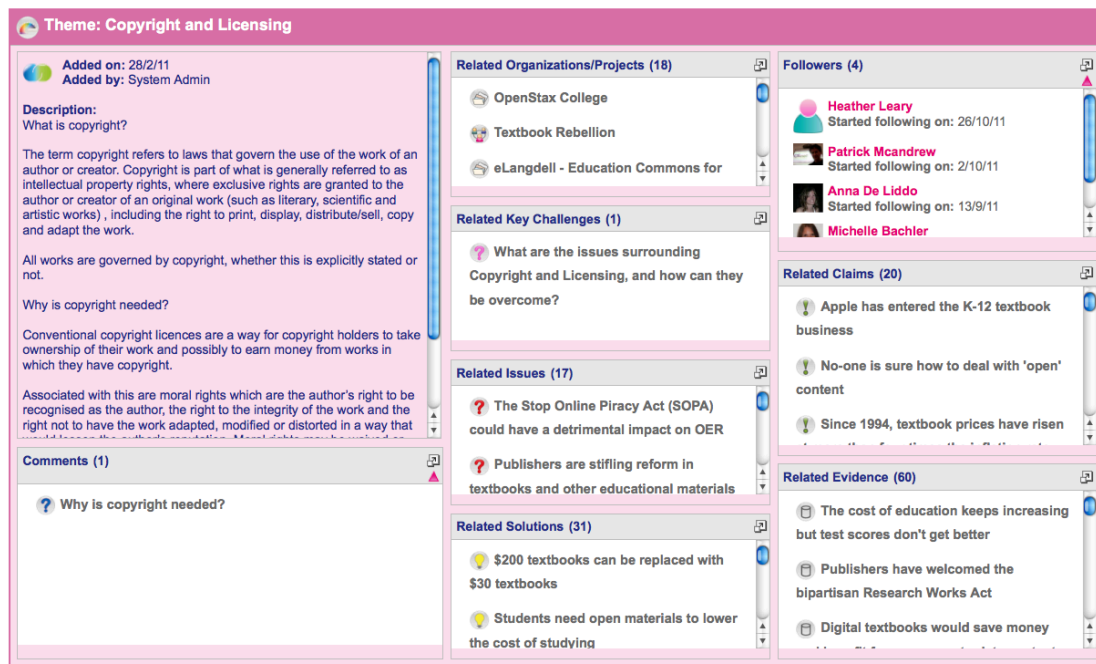 Theme: Copyright and Licensing
Added on: 28/2/11
Added by: System Admin
Description:
What is copyright?
The term copyright refers to laws that govern the use of the work of an
author or creator. Copyright is part of what is generally referred to as
intellectual property rights, where exclusive rights are granted to the
author or creator of an original work (such as literary, scientific and
artistic works) , including the right to print, display, distribute/sell, copy
and adapt the work.
All works are governed by copyright, whether this is explicitly stated or
not.
Why is copyright needed?
Conventional copyright licences are a way for copyright holders to take
ownership of their work and possibly to earn money from works in
which they have copyright.
Associated with this are moral rights which are the author's right to be
recognised as the author, the right to the integrity of the work and the
right not to have the work adapted, modified or distorted in a way that
would lessen the author's reputation. Moral rights may be waived or
Comments (1)
Why is copyright needed?
Related Organizations/Projects (18)
OpenStax College
Textbook Rebellion
eLangdell - Education Commons for
Related Key Challenges (1)
What are the issues surrounding
Copyright and Licensing, and how can they
be overcome?
Related Issues (17)
The Stop Online Piracy Act (SOPA)
could have a detrimental impact on OER
Publishers are stifling reform in
textbooks and other educational materials
Related Solutions (31)
$200 textbooks can be replaced with
$30 textbooks
Students need open materials to lower
the cost of studying
Followers (4)
Heather Leary
Started following on: 26/10/11
Patrick Mcandrew
Started following on: 2/10/11
Anna De Liddo
Started following on: 13/9/11
Michelle Bachler
Related Claims (20)
Apple has entered the K-12 textbook
business
No-one is sure how to deal with 'open'
content
Since 1994, textbook prices have risen
Related Evidence (60)
The cost of education keeps increasing
but test scores don't get better
Publishers have welcomed the
bipartisan Research Works Act
Digital textbooks would save money